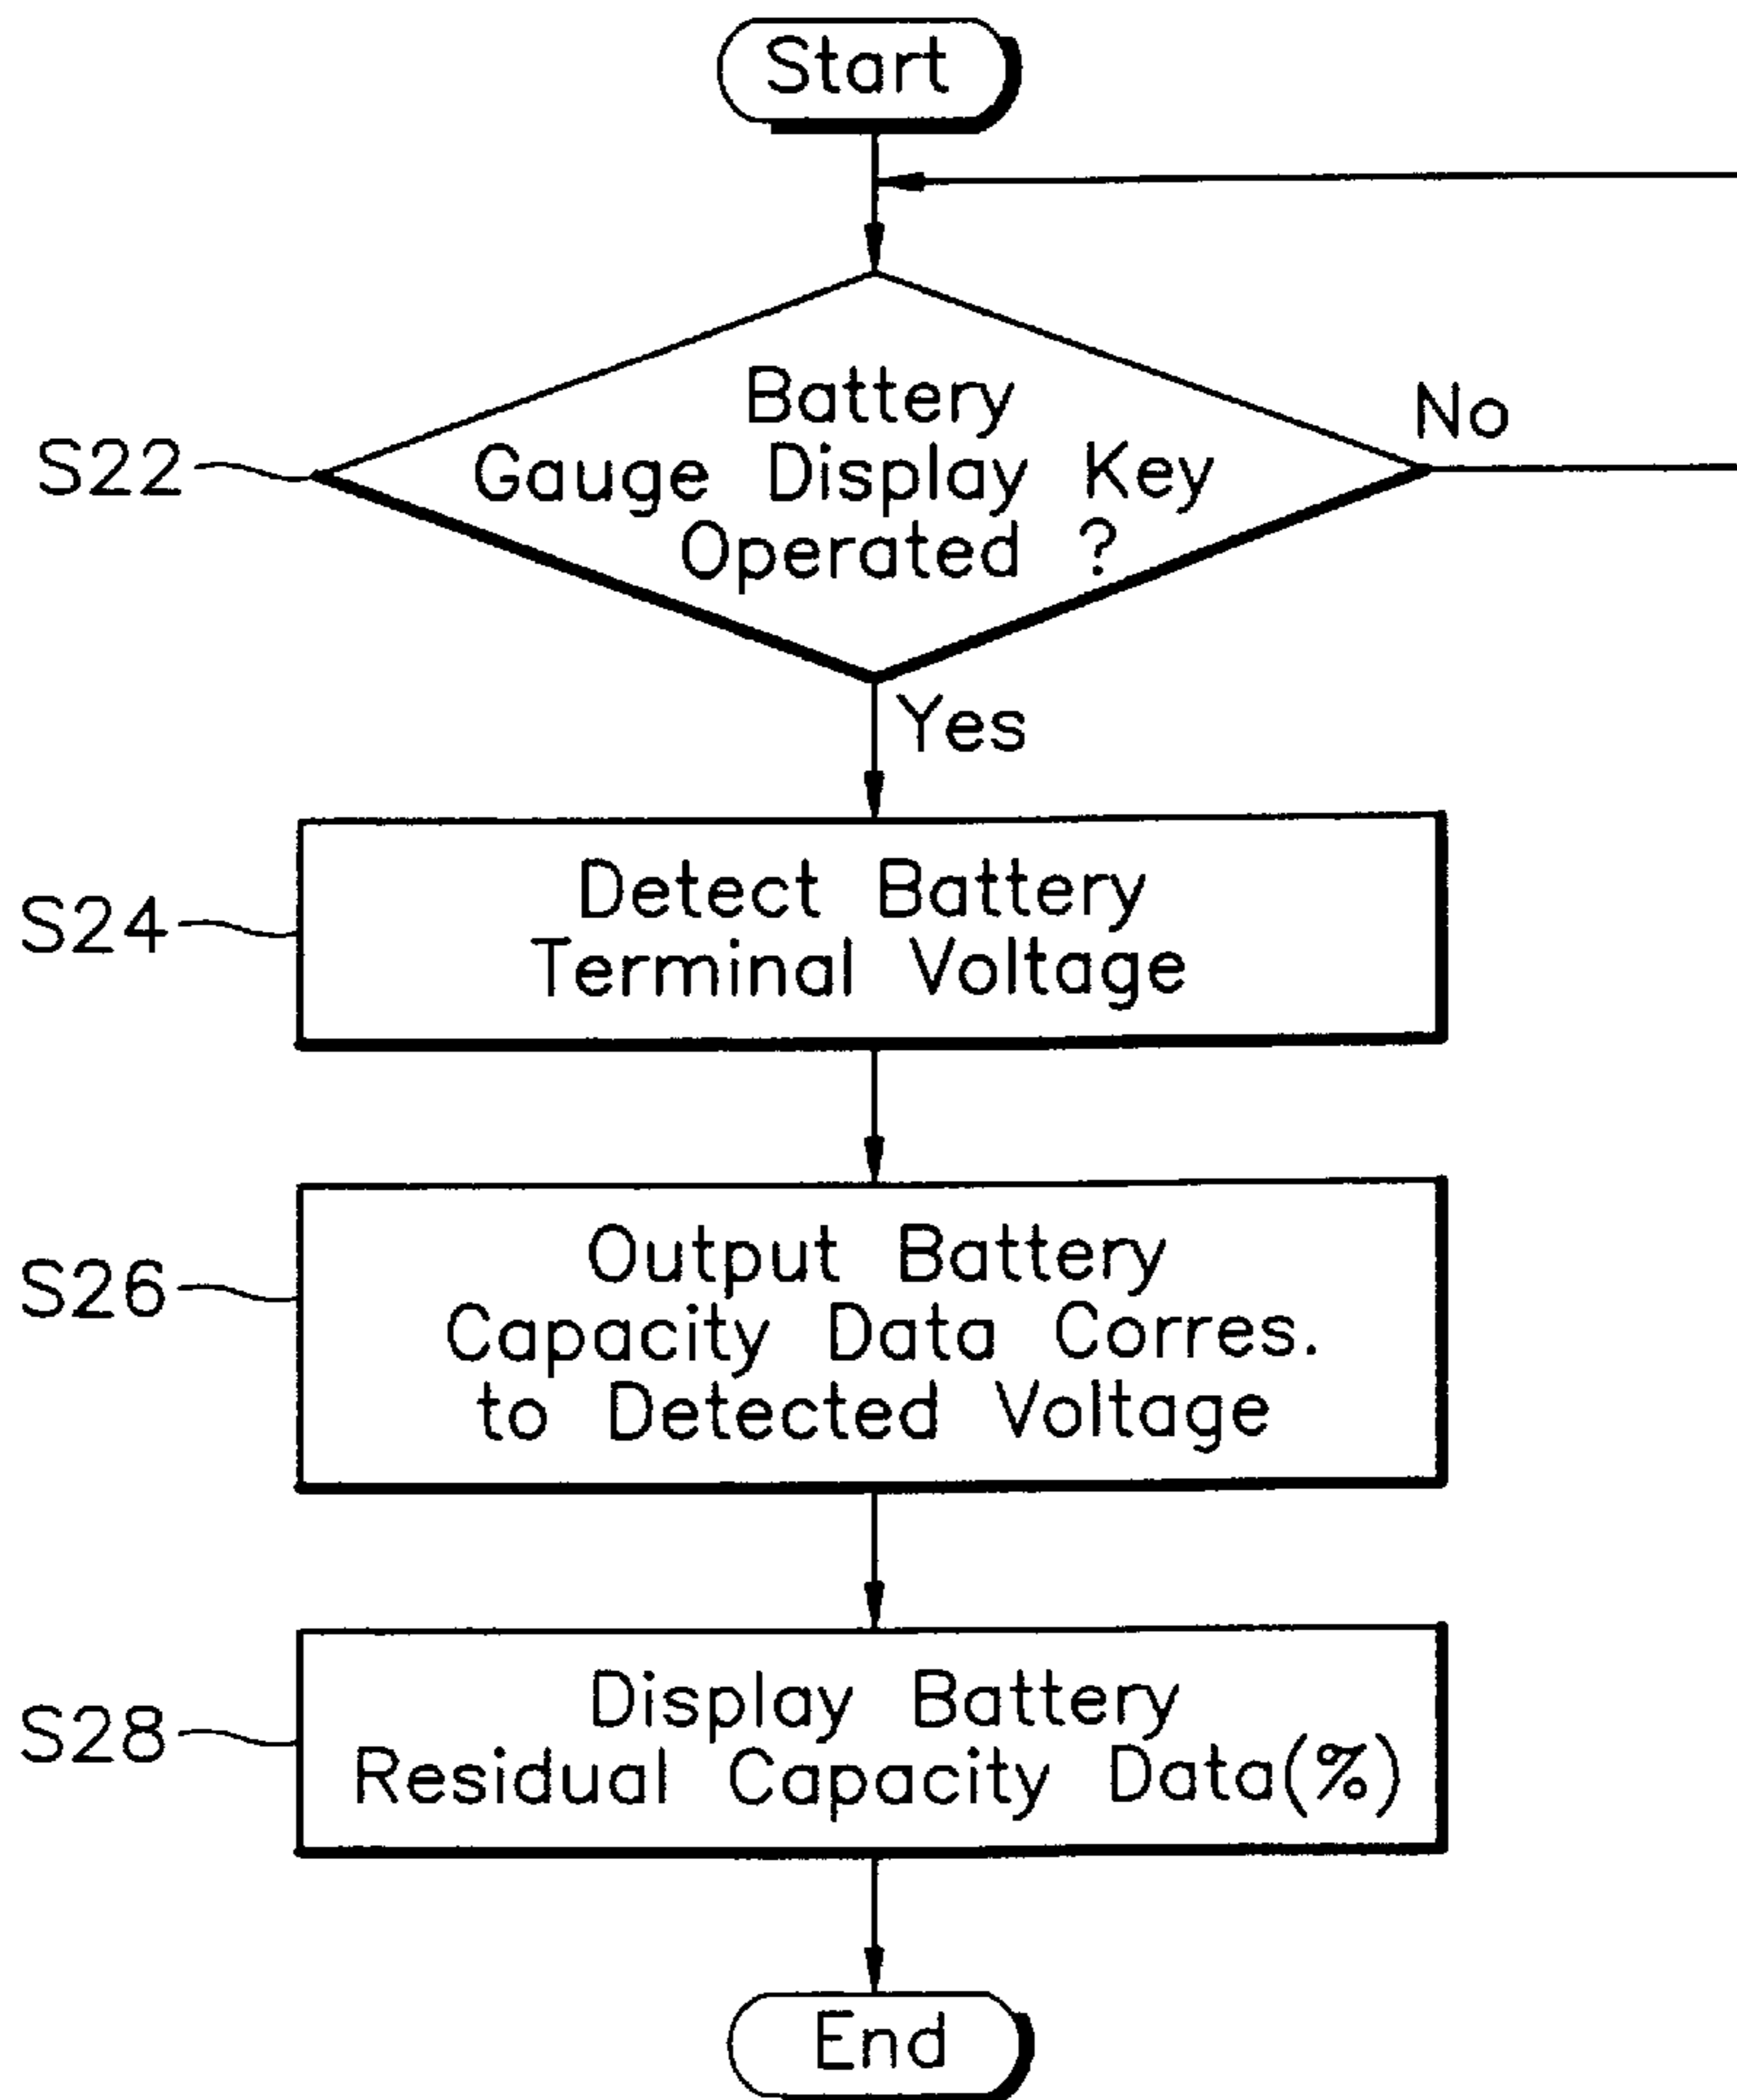 Start
Battery
Gauge Display Key
Operated ?
No
S22
Yes
S24
Detect Battery
Terminal Voltage
S26
Output Battery
Capacity Data Corres.
to Detected Voltage
S28
Display Battery
Residual Capacity Data(%)
End